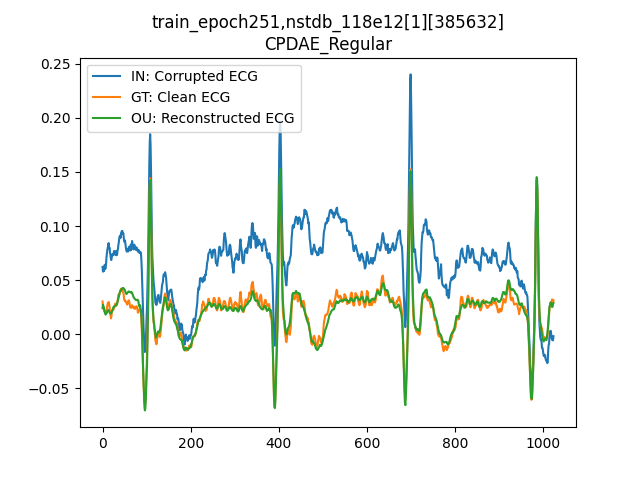 train_epoch251,nstdb_118e12[1][385632]
CPDAE_Regular
IN: Corrupted ECG
GT: Clean ECG
OU: Reconstructed ECG
0.25
0.20
0.15
0.10
0.05
0.00
−0.05
0 200 400 600 800 1000